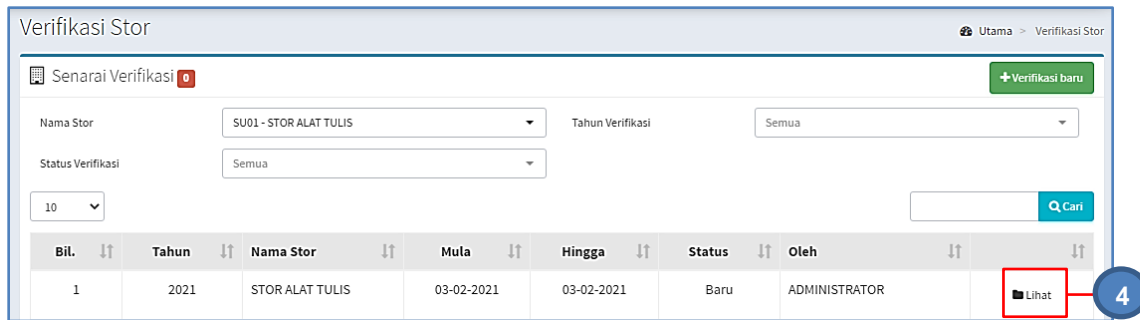 Verifikasi Stor
Utama > Verifikasi Stor
Senarai Verifikasi 0
+Verifikasi baru
Nama Stor SU01 - STOR ALAT TULIS Tahun Verifikasi Semua
Status Verifikasi Semua
10 Cari
Bil. Tahun Nama Stor Mula Hingga Status Oleh
1 2021 STOR ALAT TULIS 03-02-2021 03-02-2021 Baru ADMINISTRATOR Lihat 4